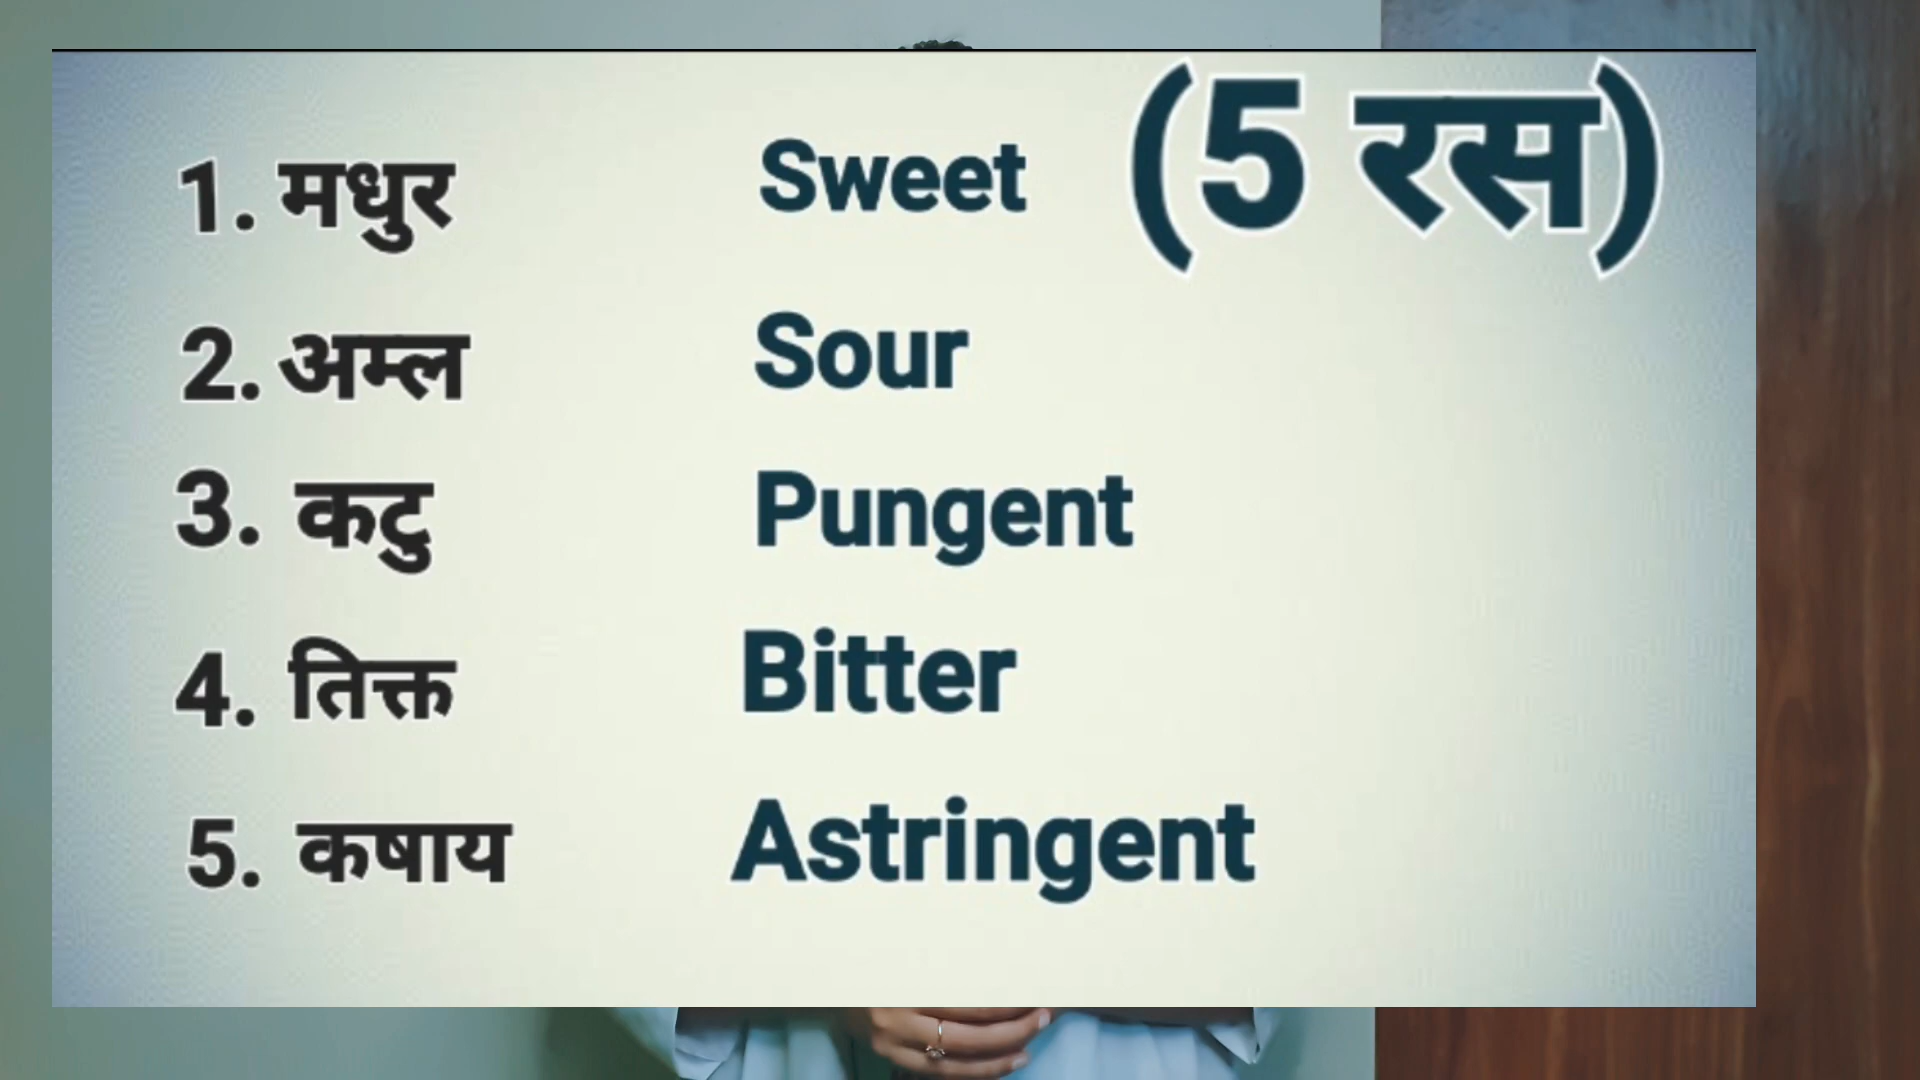 (5 रस)
1. मधुर Sweet
2. अम्ल Sour
3. कटु Pungent
4. तिक्त Bitter
5. कषाय Astringent